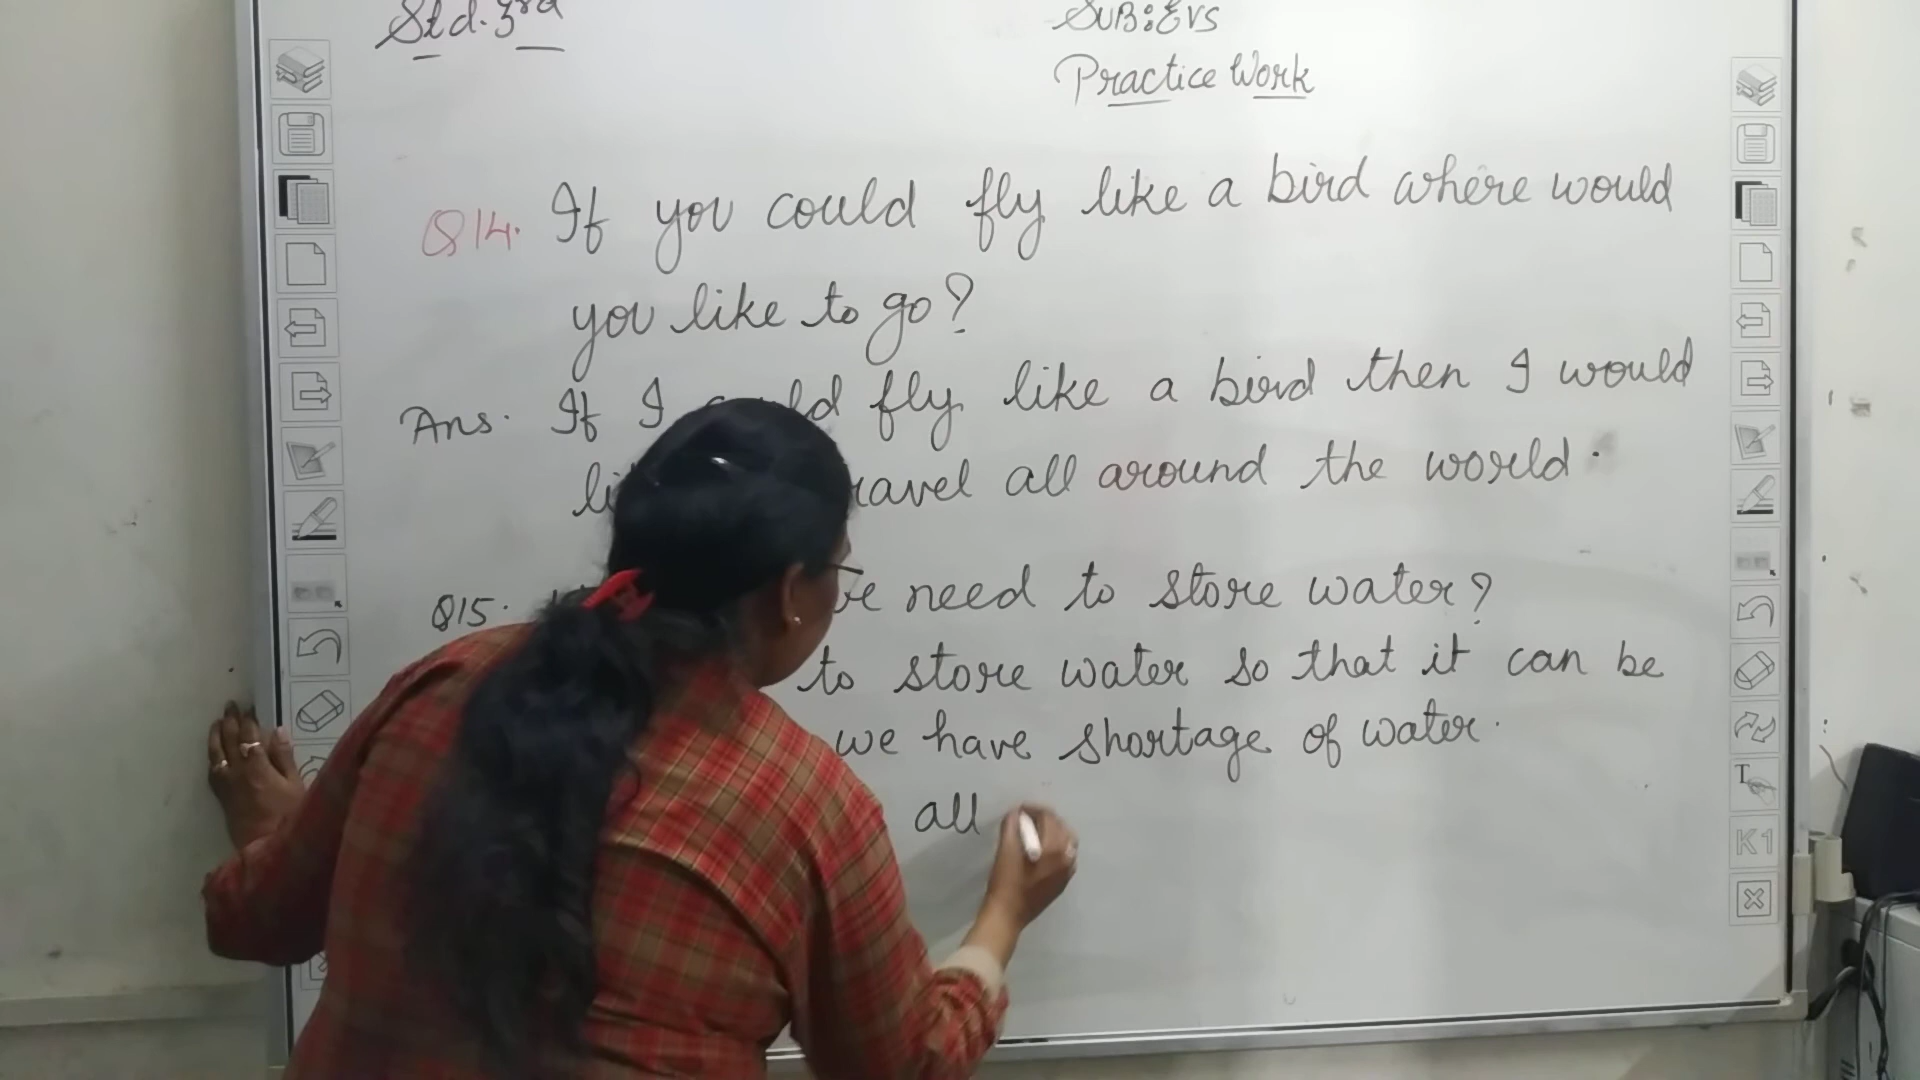 Std. 3rd
SUB: EVS
Practice Work
Q14. If you could fly like a bird where would
you like to go?
Ans. If I could fly like a bird then I would
travel all around the world.
Q15. need to store water?
to store water so that it can be
we have shortage of water.
all
T
K1